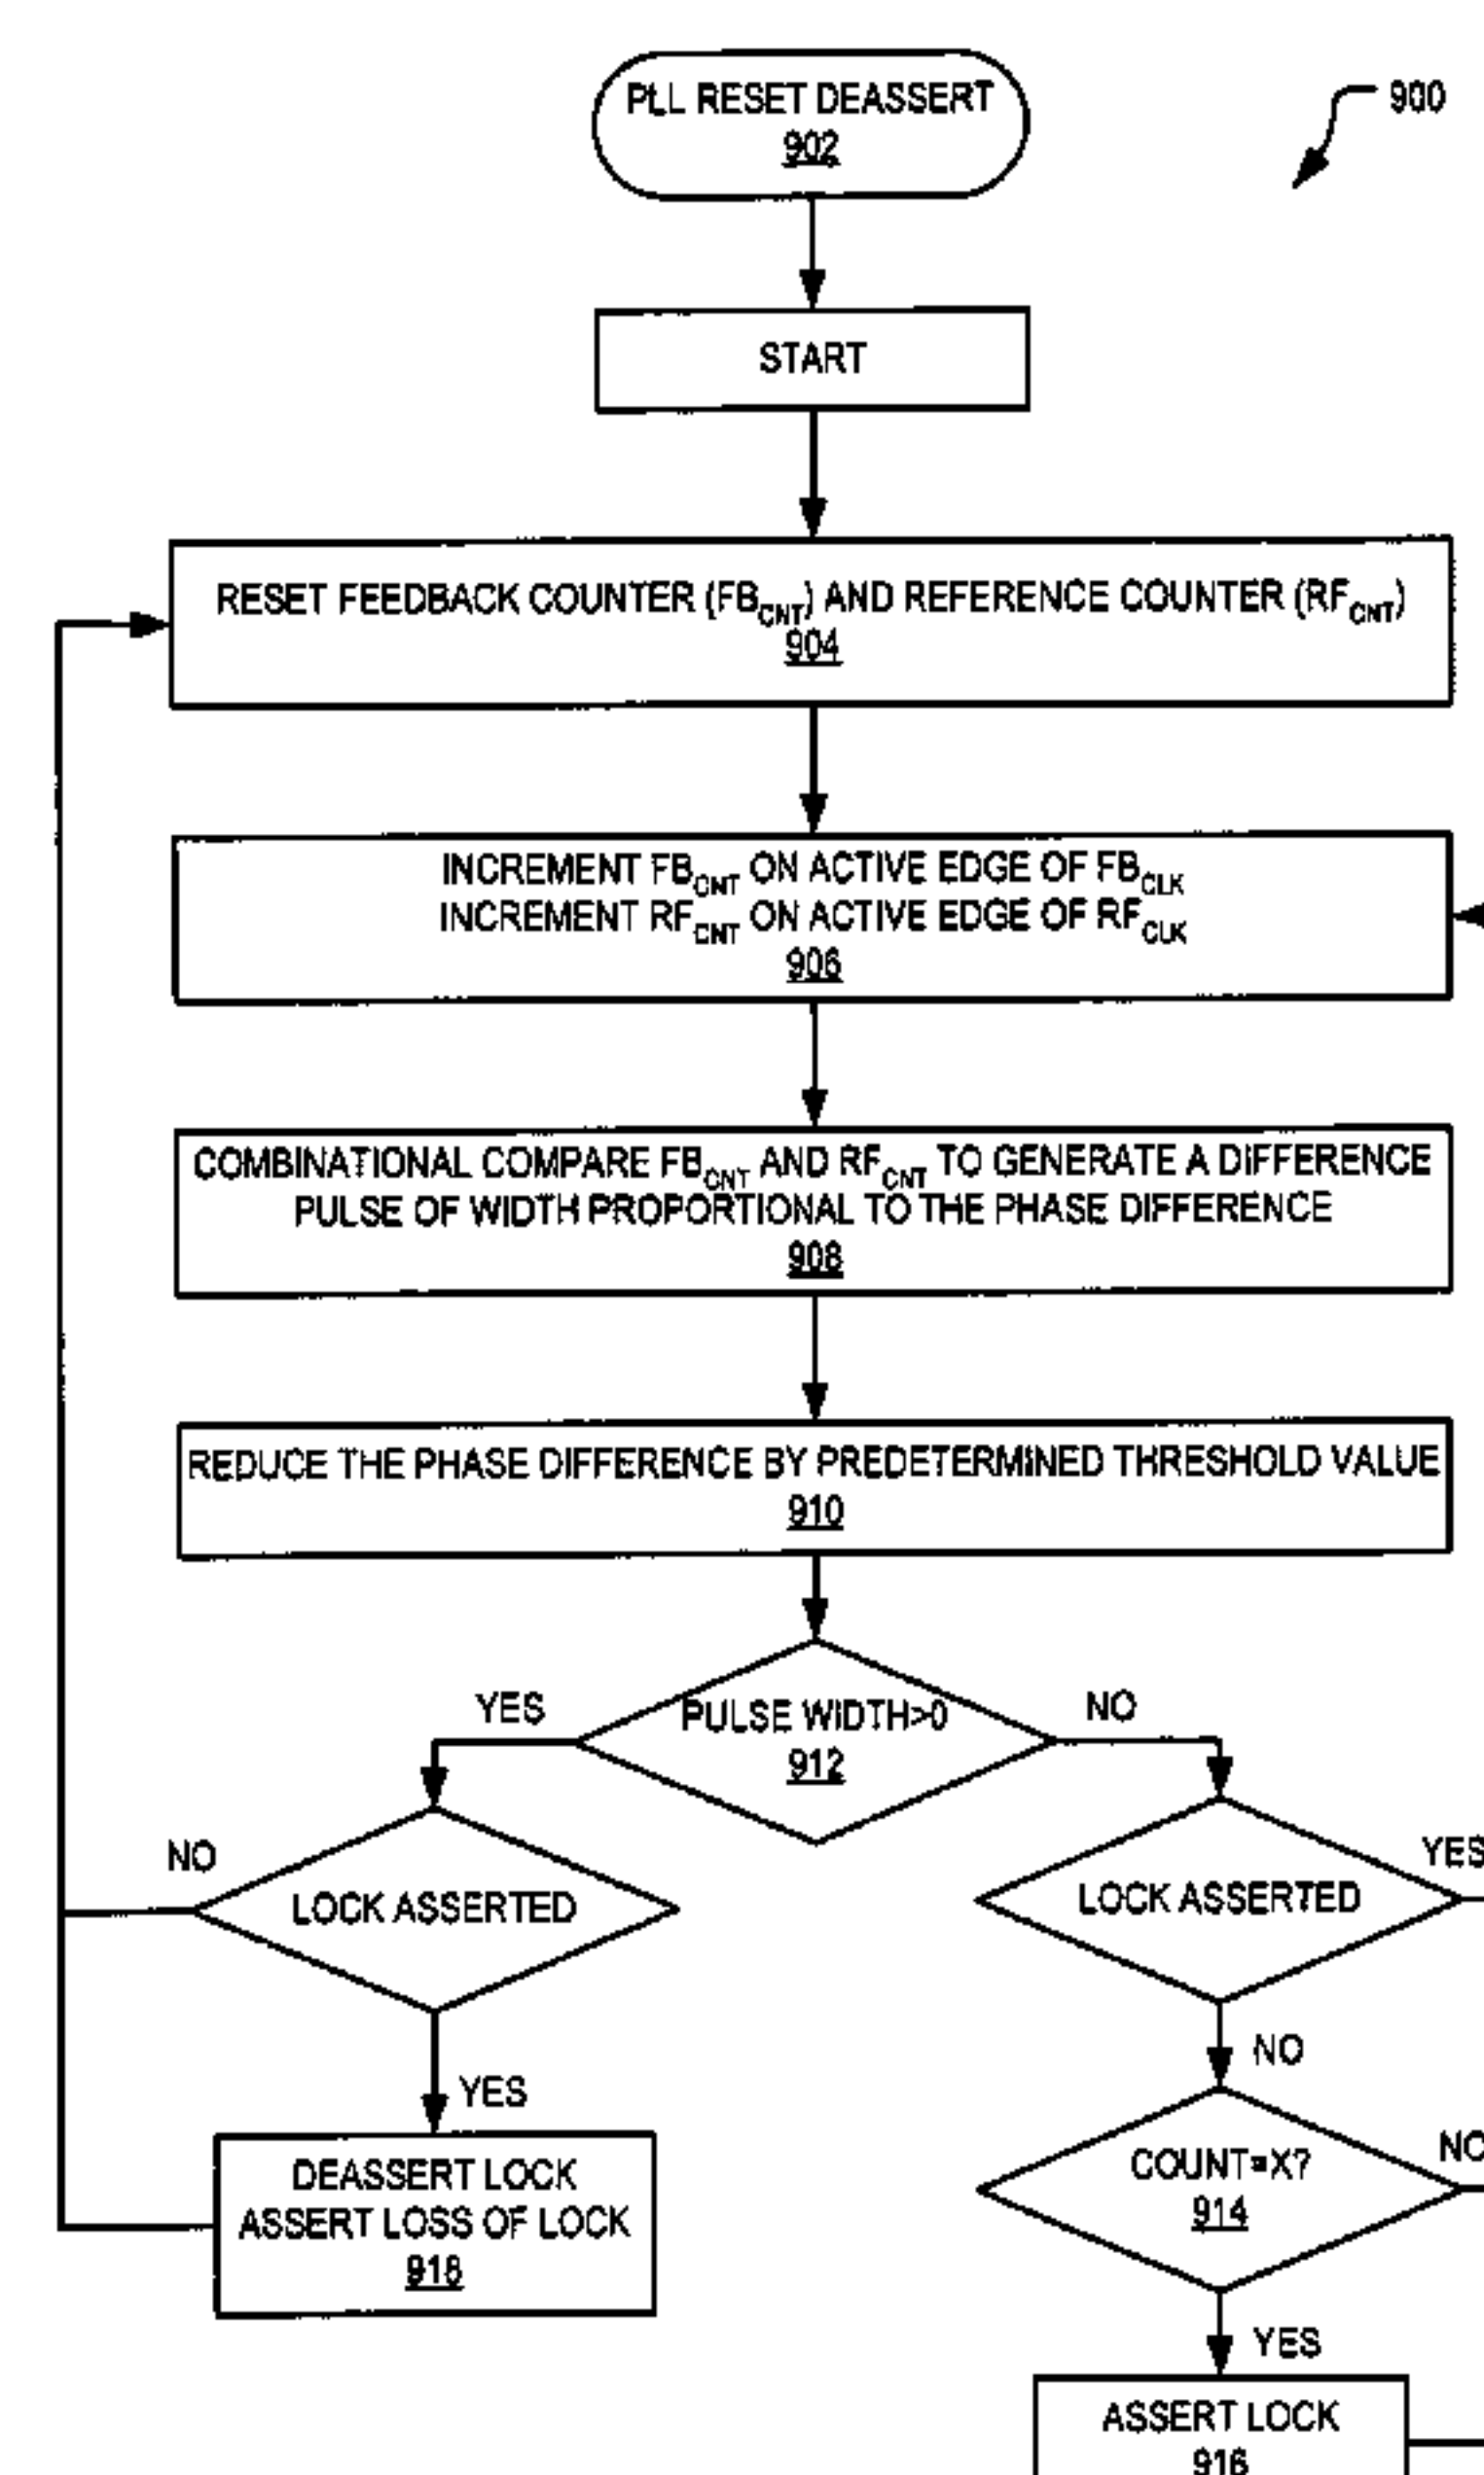 PLL RESET DEASSERT
902
900
START
RESET FEEDBACK COUNTER (FBCNT) AND REFERENCE COUNTER (RFCNT)
904
INCREMENT FBCNT ON ACTIVE EDGE OF FBCLK
INCREMENT RFCNT ON ACTIVE EDGE OF RFCLK
906
COMBINATIONAL COMPARE FBCNT AND RFCNT TO GENERATE A DIFFERENCE
PULSE OF WIDTH PROPORTIONAL TO THE PHASE DIFFERENCE
908
REDUCE THE PHASE DIFFERENCE BY PREDETERMINED THRESHOLD VALUE
910
YES
PULSE WIDTH>0
912
NO
NO
LOCK ASSERTED
LOCK ASSERTED
YES
YES
NO
DEASSERT LOCK
ASSERT LOSS OF LOCK
918
COUNT=X?
914
NO
YES
ASSERT LOCK
916